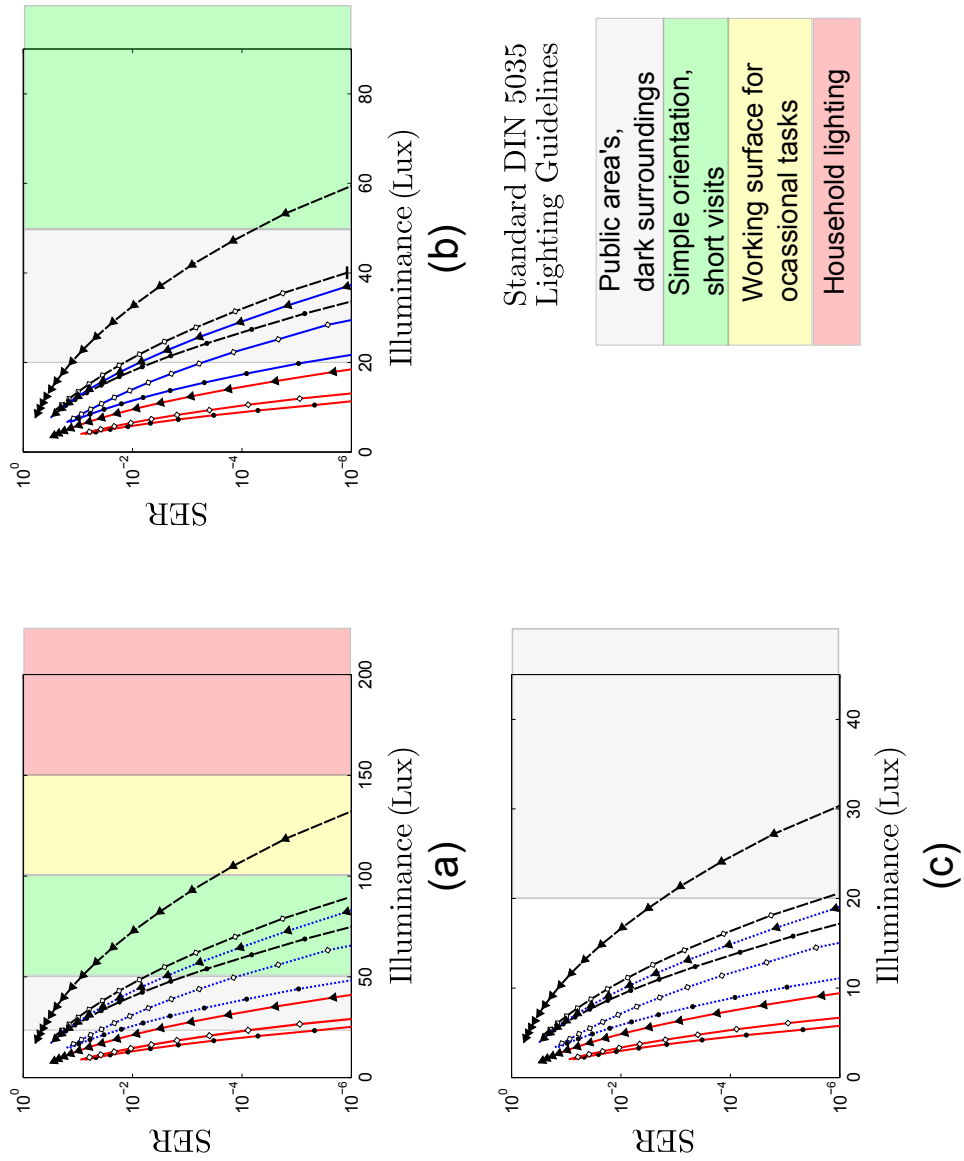 SER
10^0
10^-2
10^-4
10^-6
0
50
100
150
200
Illuminance (Lux)
(a)
SER
10^0
10^-2
10^-4
10^-6
0
20
40
60
80
Illuminance (Lux)
(b)
SER
10^0
10^-2
10^-4
10^-6
0
10
20
30
40
Illuminance (Lux)
(c)
Standard DIN 5035
Lighting Guidelines
Public area's,
dark surroundings
Simple orientation,
short visits
Working surface for
ocassional tasks
Household lighting